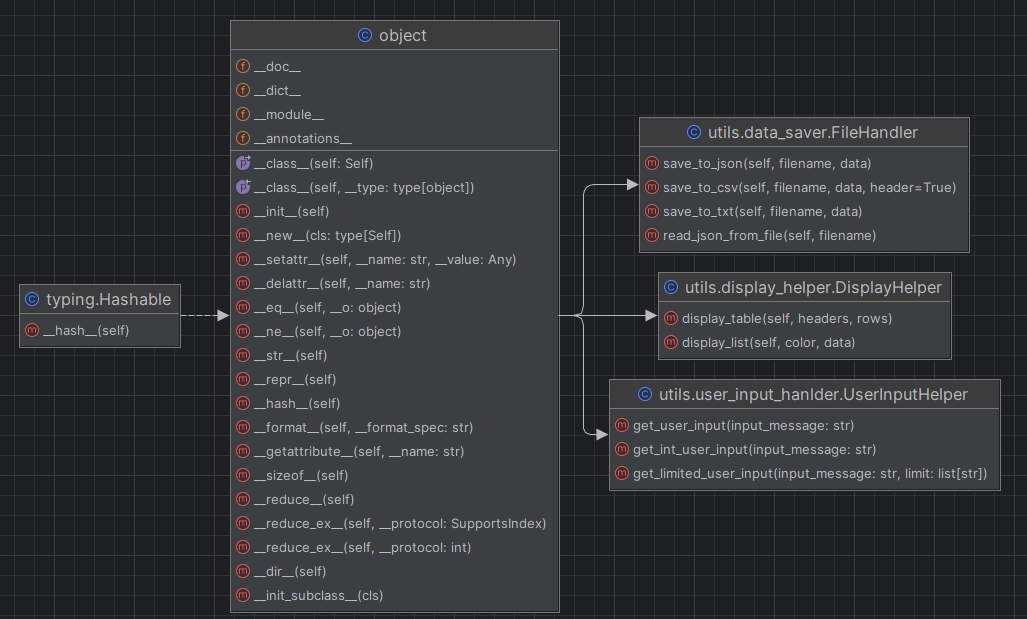 typing.Hashable
__hash__(self)
object
__doc__
__dict__
__module__
__annotations__
__class__(self: Self)
__class__(self, __type: type[object])
__init__(self)
__new__(cls: type[Self])
__setattr__(self, __name: str, __value: Any)
__delattr__(self, __name: str)
__eq__(self, __o: object)
__ne__(self, __o: object)
__str__(self)
__repr__(self)
__hash__(self)
__format__(self, __format_spec: str)
__getattribute__(self, __name: str)
__sizeof__(self)
__reduce__(self)
__reduce_ex__(self, __protocol: SupportsIndex)
__reduce_ex__(self, __protocol: int)
__dir__(self)
__init_subclass__(cls)
utils.data_saver.FileHandler
save_to_json(self, filename, data)
save_to_csv(self, filename, data, header=True)
save_to_txt(self, filename, data)
read_json_from_file(self, filename)
utils.display_helper.DisplayHelper
display_table(self, headers, rows)
display_list(self, color, data)
utils.user_input_hanlder.UserInputHelper
get_user_input(input_message: str)
get_int_user_input(input_message: str)
get_limited_user_input(input_message: str, limit: list[str])